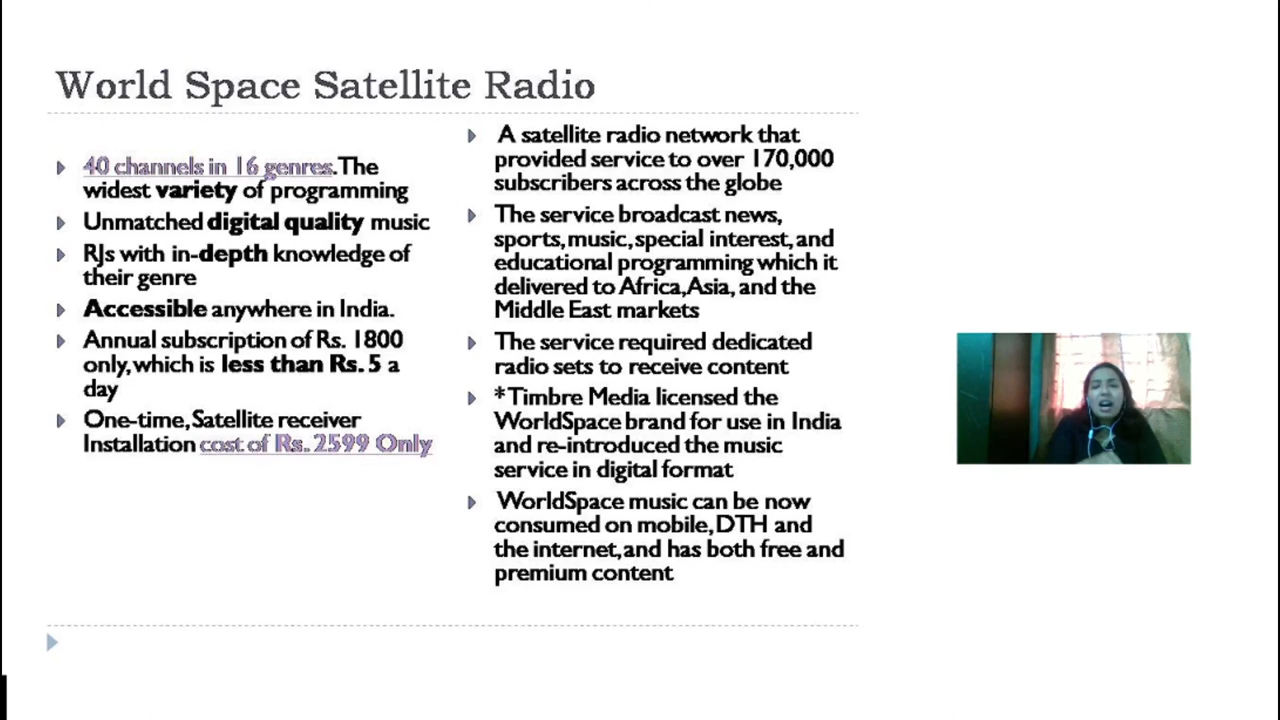 World Space Satellite Radio
40 channels in 16 genres. The
widest variety of programming
Unmatched digital quality music
RJs with in-depth knowledge of
their genre
Accessible anywhere in India.
Annual subscription of Rs. 1800
only, which is less than Rs. 5 a
day
One-time, Satellite receiver
Installation cost of Rs. 2599 Only
A satellite radio network that
provided service to over 170,000
subscribers across the globe
The service broadcast news,
sports, music, special interest, and
educational programming which it
delivered to Africa, Asia, and the
Middle East markets
The service required dedicated
radio sets to receive content
*Timbre Media licensed the
WorldSpace brand for use in India
and re-introduced the music
service in digital format
WorldSpace music can be now
consumed on mobile, DTH and
the internet, and has both free and
premium content